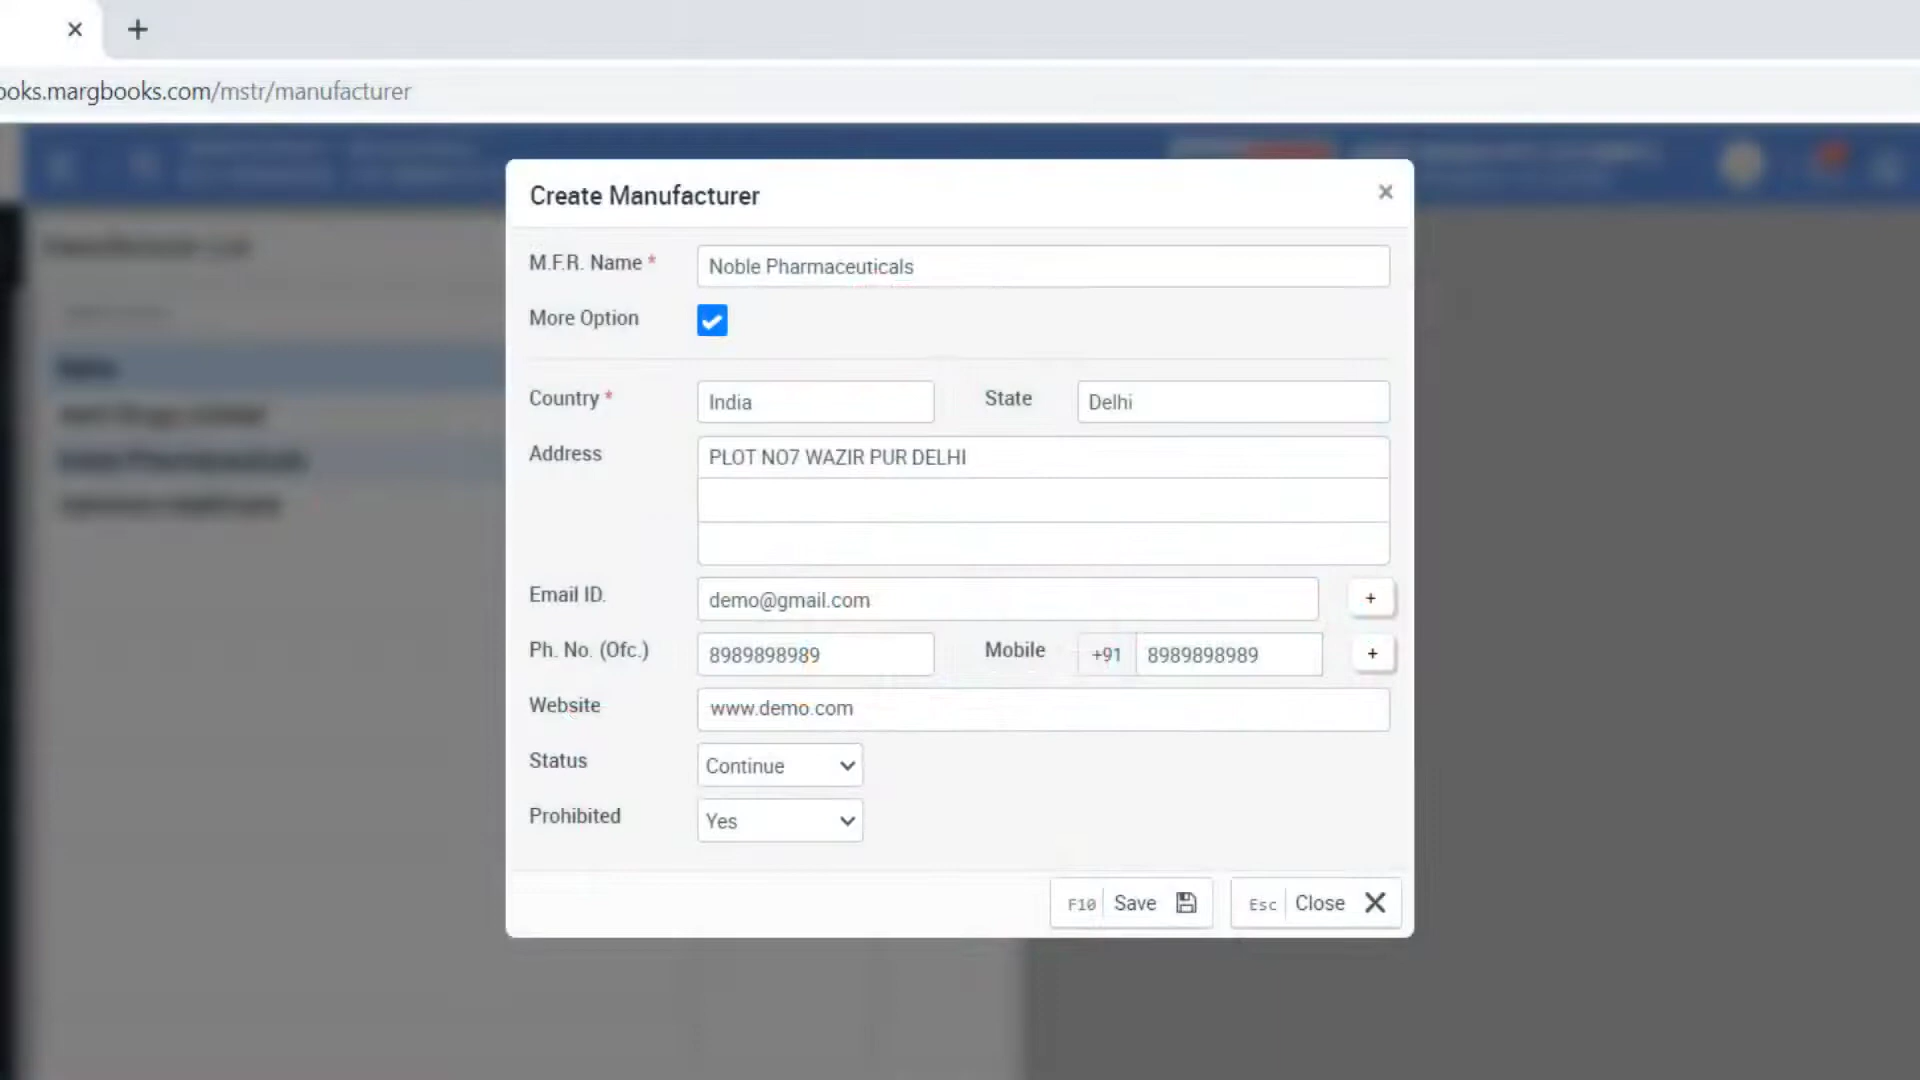 ooks.margbooks.com/mstr/manufacturer
Create Manufacturer
M.F.R. Name * Noble Pharmaceuticals
More Option
Country * India State Delhi
Address PLOT NO7 WAZIR PUR DELHI
Email ID. demo@gmail.com +
Ph. No. (Ofc.) 8989898989 Mobile +91 8989898989 +
Website www.demo.com
Status Continue
Prohibited Yes
F10 Save Esc Close